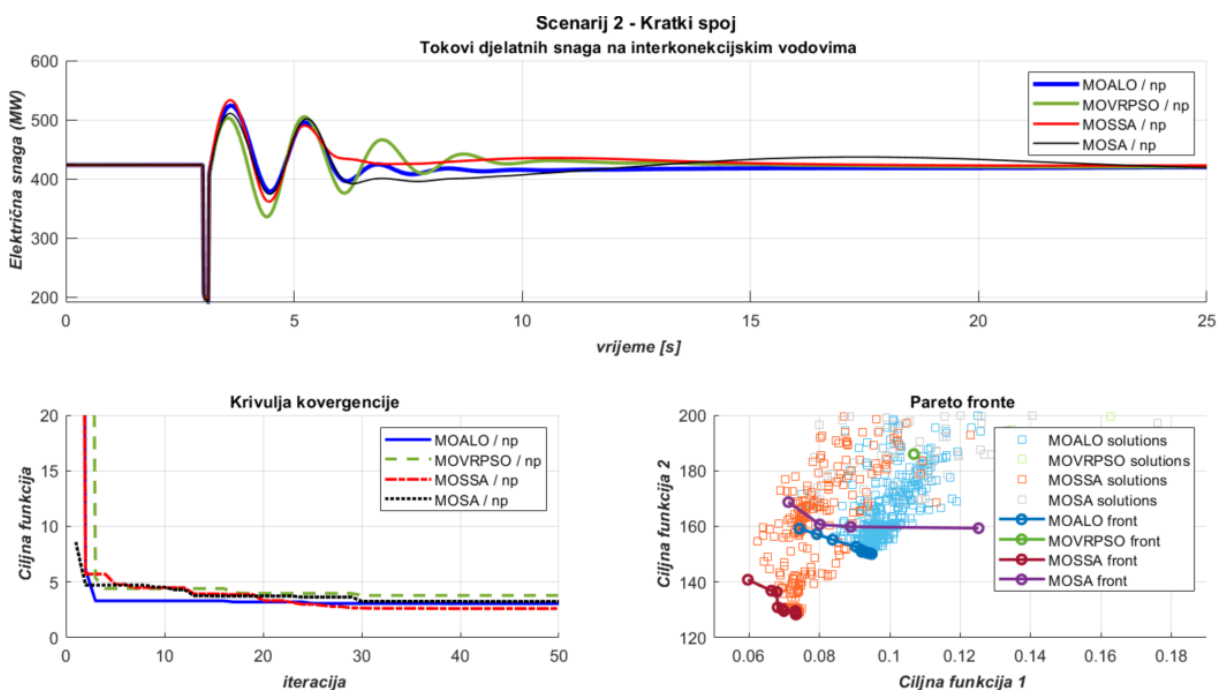 Scenarij 2 - Kratki spoj
Tokovi djelatnih snaga na interkonekcijskim vodovima
Električna snaga (MW)
600
500
400
300
200
0
5
10
15
20
25
vrijeme [s]
MOALO / np
MOVRPSO / np
MOSSA / np
MOSA / np
Krivulja kovergencije
Ciljna funkcija
20
15
10
5
0
0
10
20
30
40
50
iteracija
MOALO / np
MOVRPSO / np
MOSSA / np
MOSA / np
Pareto fronte
Ciljna funkcija 2
200
180
160
140
120
0.06
0.08
0.1
0.12
0.14
0.16
0.18
Ciljna funkcija 1
MOALO solutions
MOVRPSO solutions
MOSSA solutions
MOSA solutions
MOALO front
MOVRPSO front
MOSSA front
MOSA front